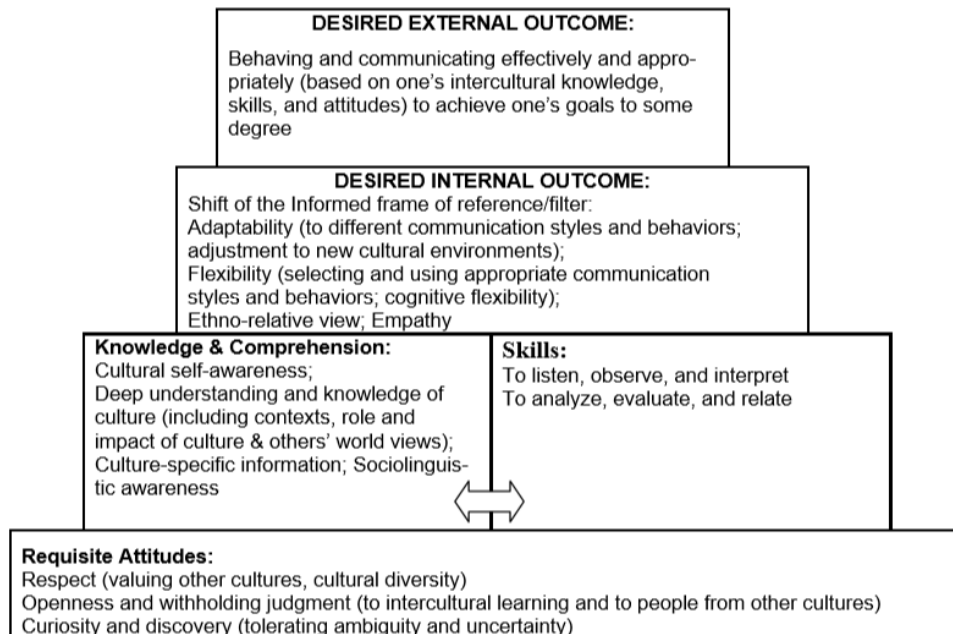 DESIRED EXTERNAL OUTCOME:
Behaving and communicating effectively and appro-
priately (based on one's intercultural knowledge,
skills, and attitudes) to achieve one's goals to some
degree
DESIRED INTERNAL OUTCOME:
Shift of the Informed frame of reference/filter:
Adaptability (to different communication styles and behaviors;
adjustment to new cultural environments);
Flexibility (selecting and using appropriate communication
styles and behaviors; cognitive flexibility);
Ethno-relative view; Empathy
Knowledge & Comprehension:
Cultural self-awareness;
Deep understanding and knowledge of
culture (including contexts, role and
impact of culture & others' world views);
Culture-specific information; Sociolinguis-
tic awareness
Skills:
To listen, observe, and interpret
To analyze, evaluate, and relate
Requisite Attitudes:
Respect (valuing other cultures, cultural diversity)
Openness and withholding judgment (to intercultural learning and to people from other cultures)
Curiosity and discovery (tolerating ambiguity and uncertainty)